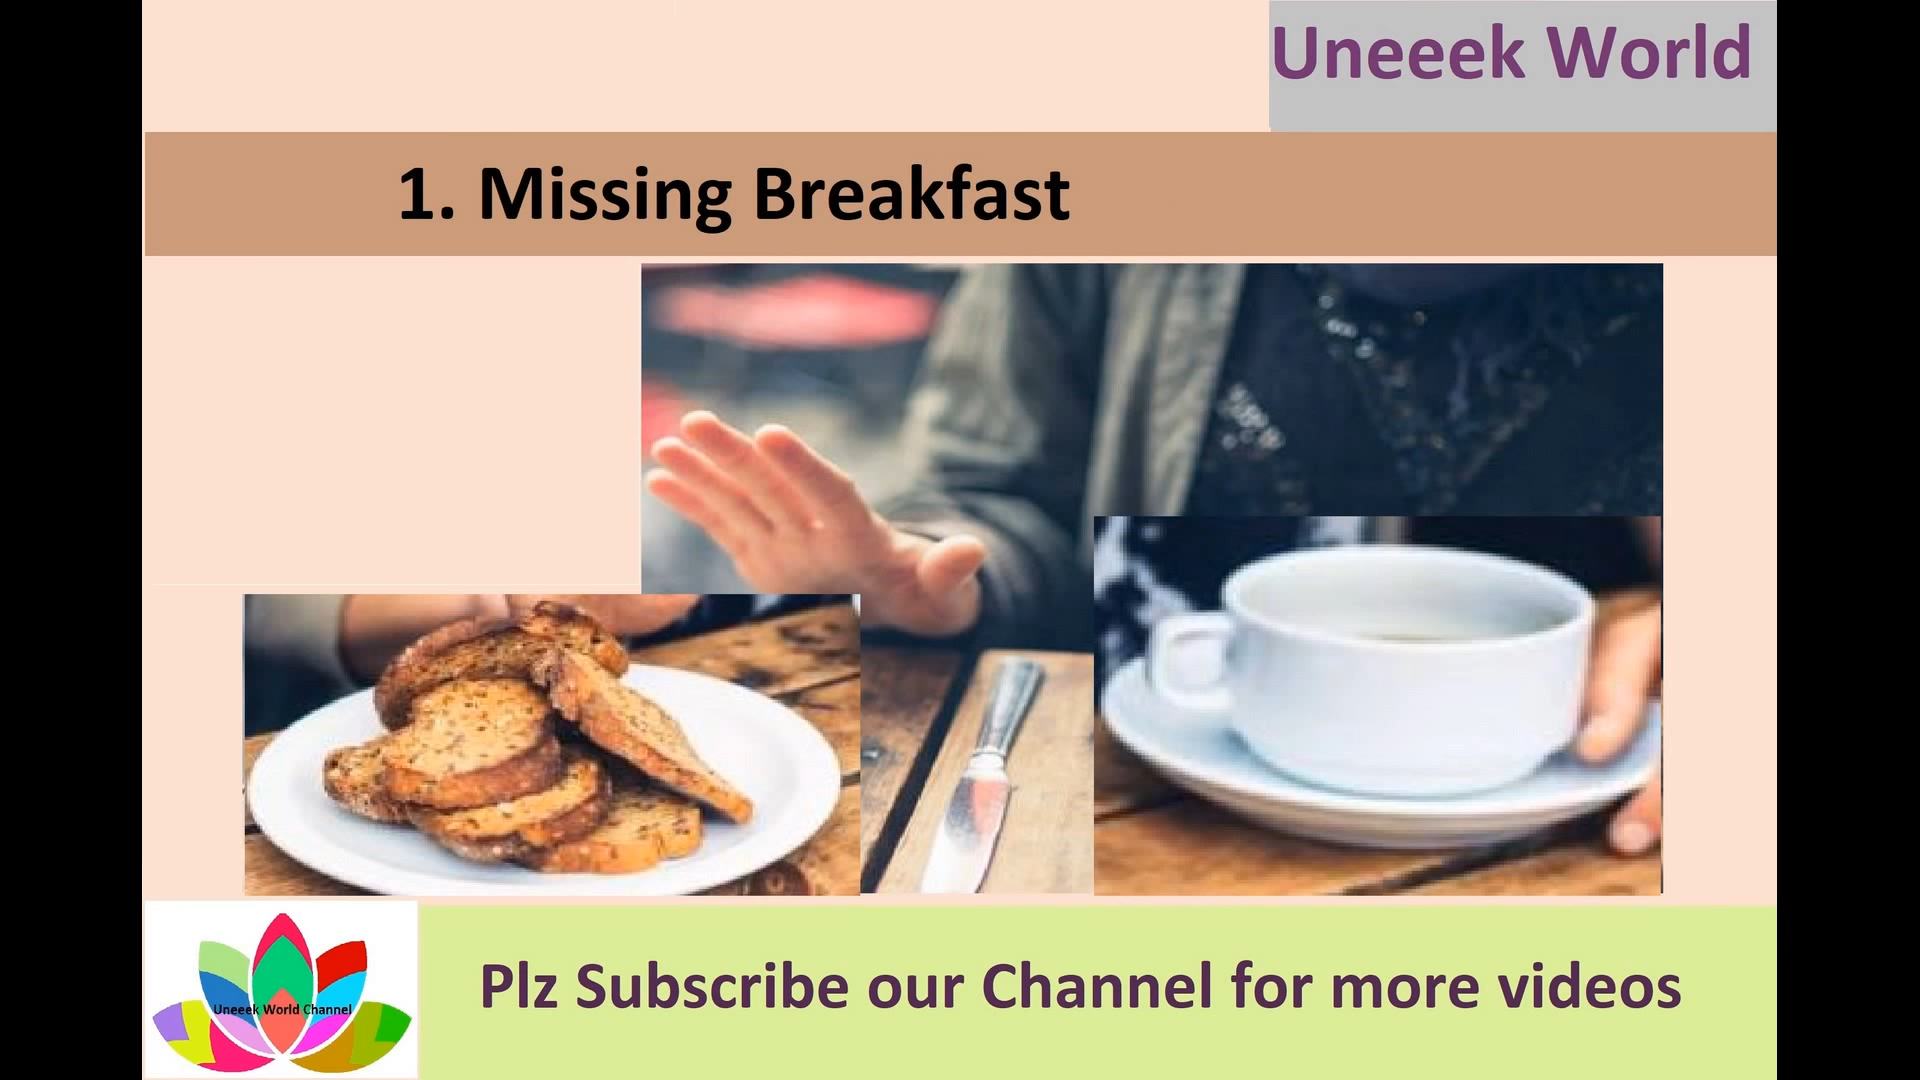 Uneeek World
1. Missing Breakfast
Uneeek World Channel
Plz Subscribe our Channel for more videos